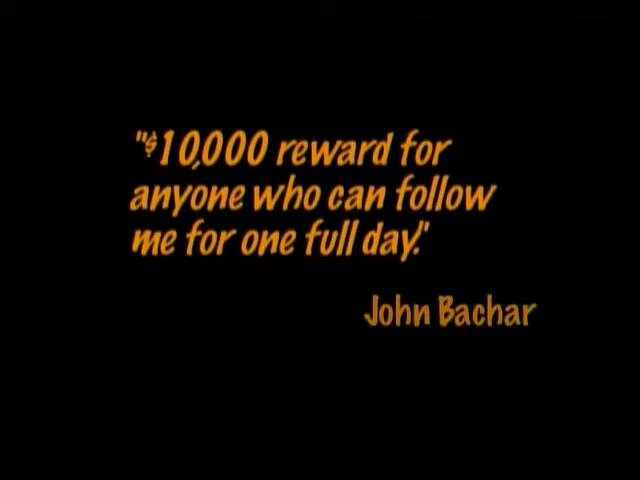 "$10,000 reward for
anyone who can follow
me for one full day."
John Bachar